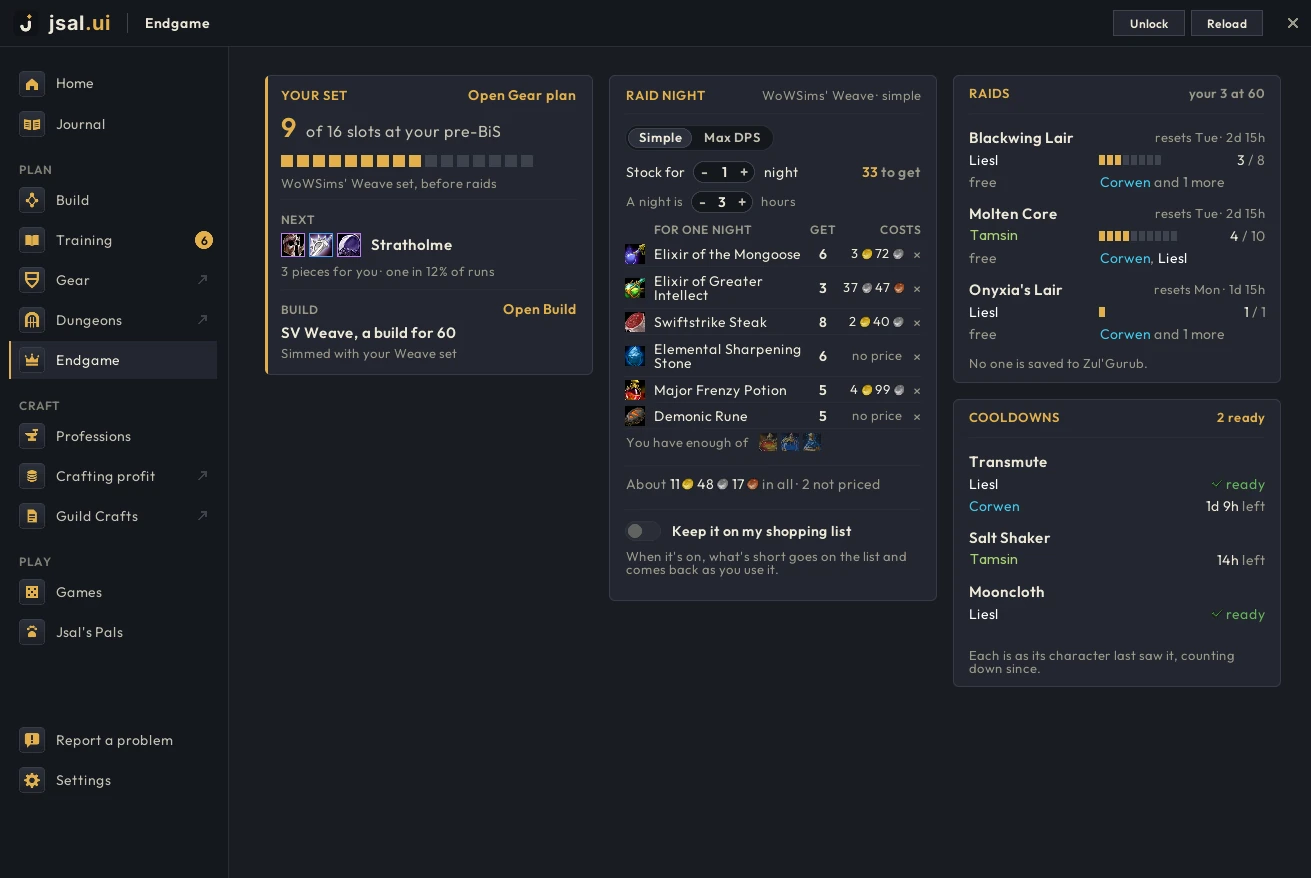 jsal.ui
Endgame
Unlock
Reload
Home
Journal
PLAN
Build
Training 6
Gear
Dungeons
Endgame
CRAFT
Professions
Crafting profit
Guild Crafts
PLAY
Games
Jsal's Pals
Report a problem
Settings
YOUR SET Open Gear plan
9 of 16 slots at your pre-BiS
WoWSims' Weave set, before raids
NEXT
Stratholme
3 pieces for you · one in 12% of runs
BUILD Open Build
SV Weave, a build for 60
Simmed with your Weave set
RAID NIGHT WoWSims' Weave · simple
Simple Max DPS
Stock for - 1 + night 33 to get
A night is - 3 + hours
FOR ONE NIGHT GET COSTS
Elixir of the Mongoose 6 3 72 ×
Elixir of Greater
Intellect 3 37 47 ×
Swiftstrike Steak 8 2 40 ×
Elemental Sharpening
Stone 6 no price ×
Major Frenzy Potion 5 4 99 ×
Demonic Rune 5 no price ×
You have enough of
About 11 48 17 in all · 2 not priced
Keep it on my shopping list
When it's on, what's short goes on the list and
comes back as you use it.
RAIDS your 3 at 60
Blackwing Lair resets Tue · 2d 15h
Liesl 3 / 8
free Corwen and 1 more
Molten Core resets Tue · 2d 15h
Tamsin 4 / 10
free Corwen, Liesl
Onyxia's Lair resets Mon · 1d 15h
Liesl 1 / 1
free Corwen and 1 more
No one is saved to Zul'Gurub.
COOLDOWNS 2 ready
Transmute
Liesl ready
Corwen 1d 9h left
Salt Shaker
Tamsin 14h left
Mooncloth
Liesl ready
Each is as its character last saw it, counting
down since.